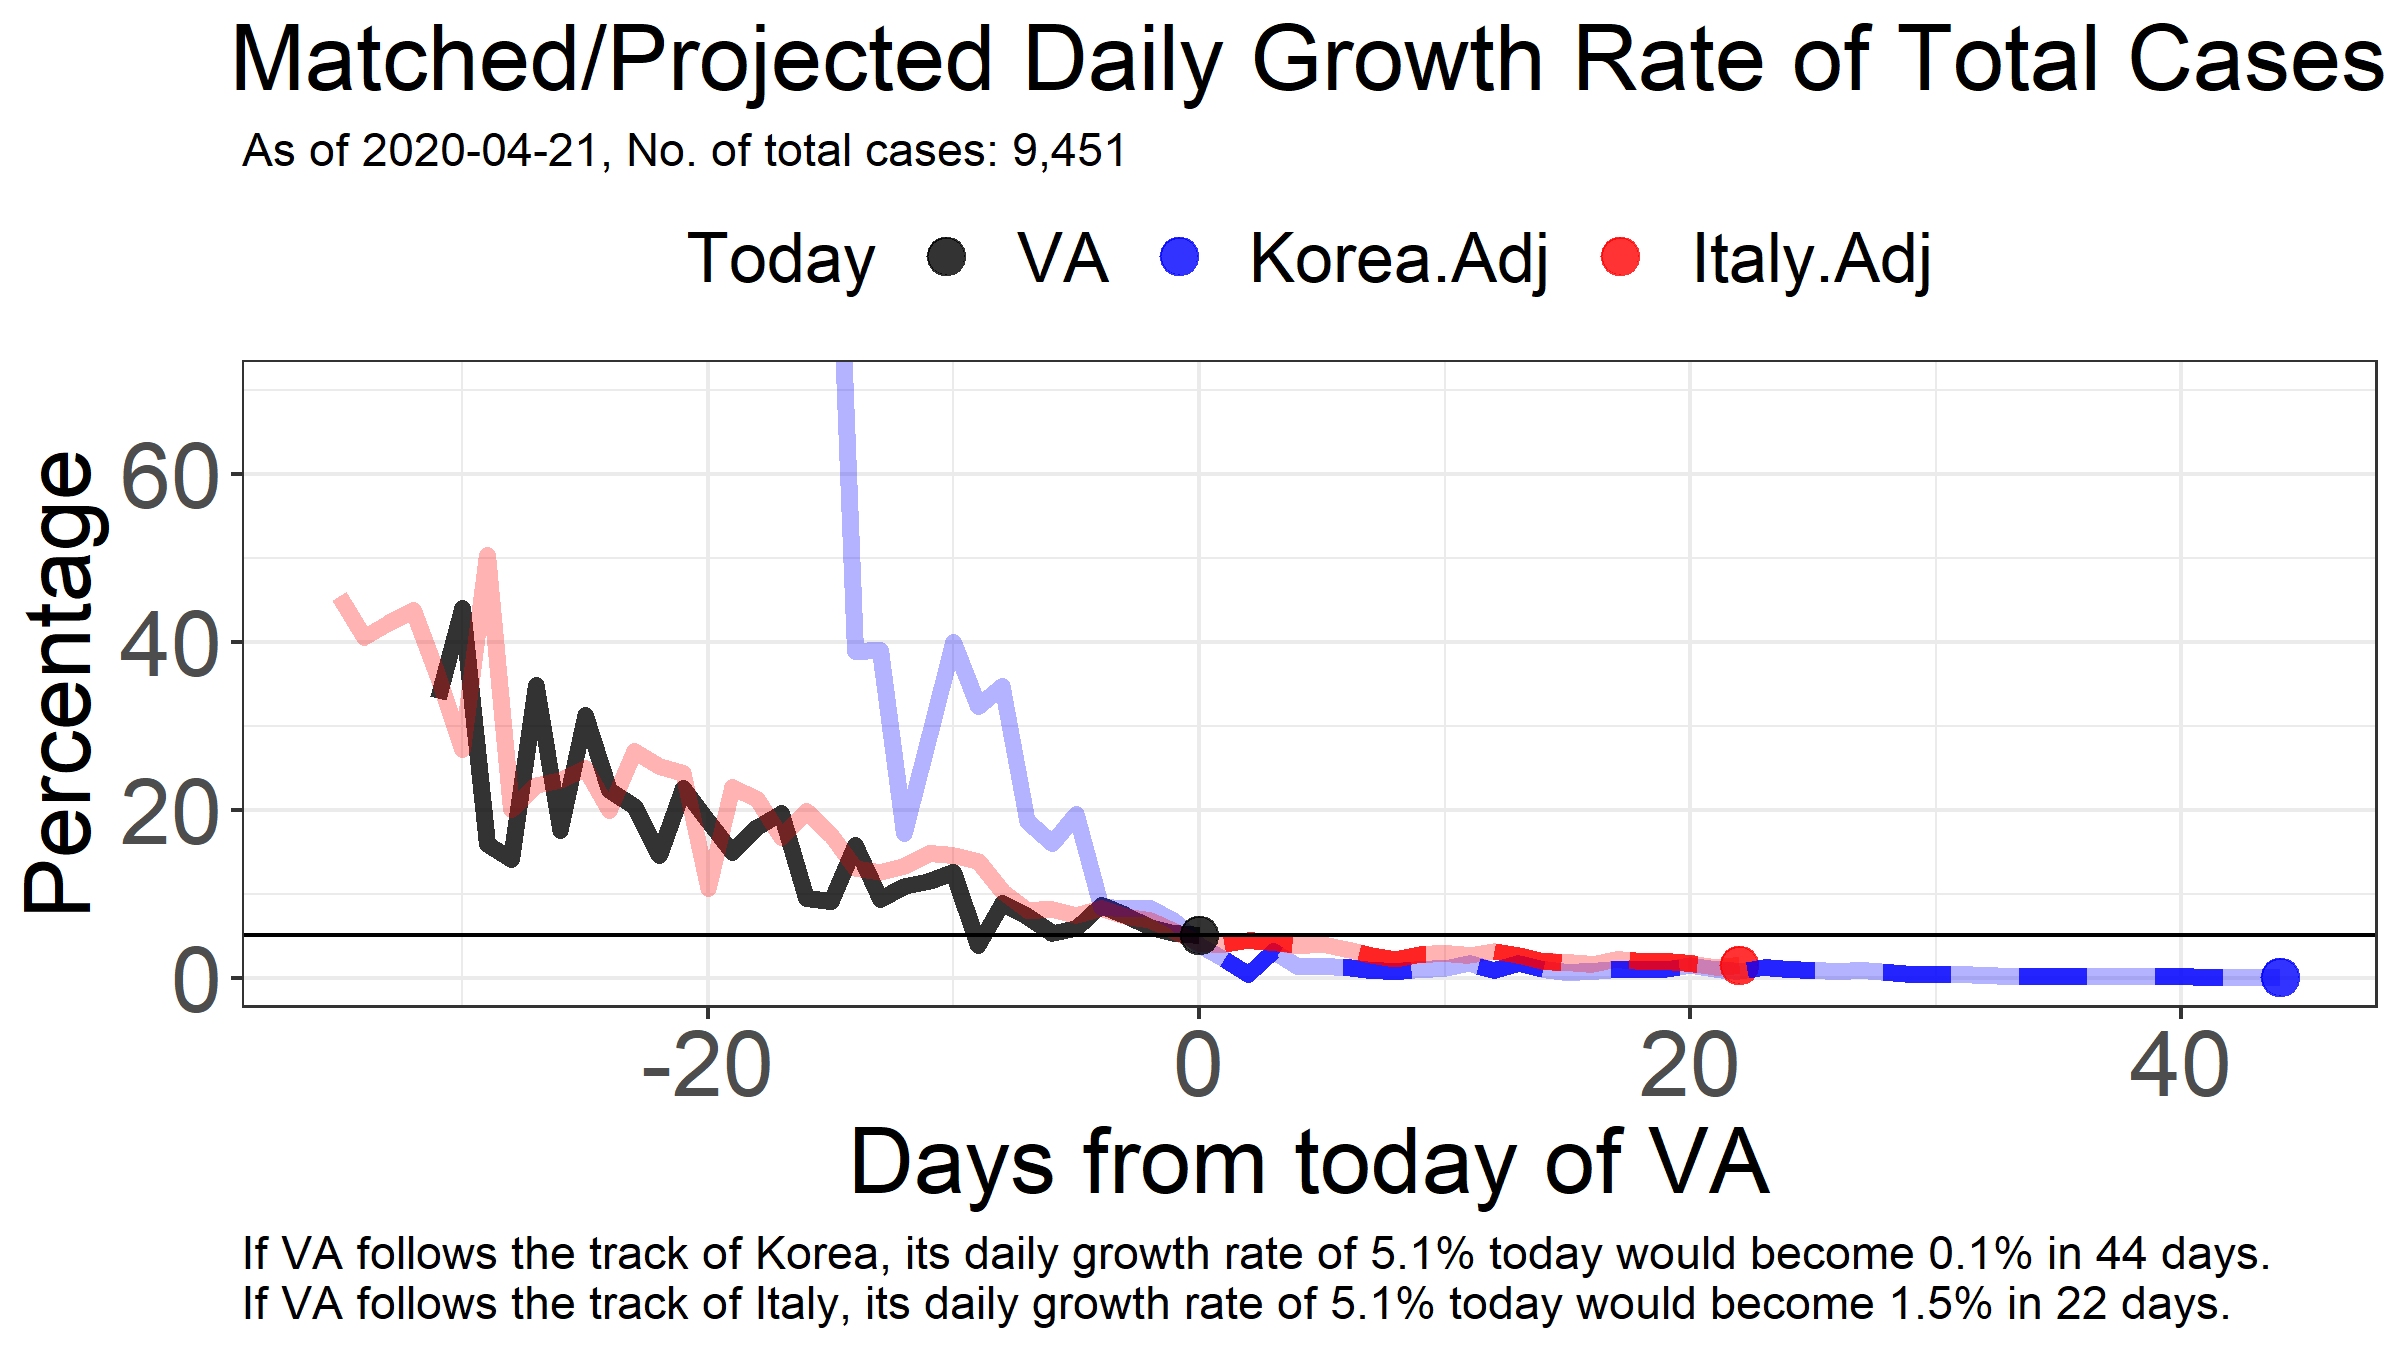 Matched/Projected Daily Growth Rate of Total Cases
As of 2020-04-21, No. of total cases: 9,451
Today VA Korea.Adj Italy.Adj
Percentage
60
40
20
0
-20 0 20 40
Days from today of VA
If VA follows the track of Korea, its daily growth rate of 5.1% today would become 0.1% in 44 days.
If VA follows the track of Italy, its daily growth rate of 5.1% today would become 1.5% in 22 days.